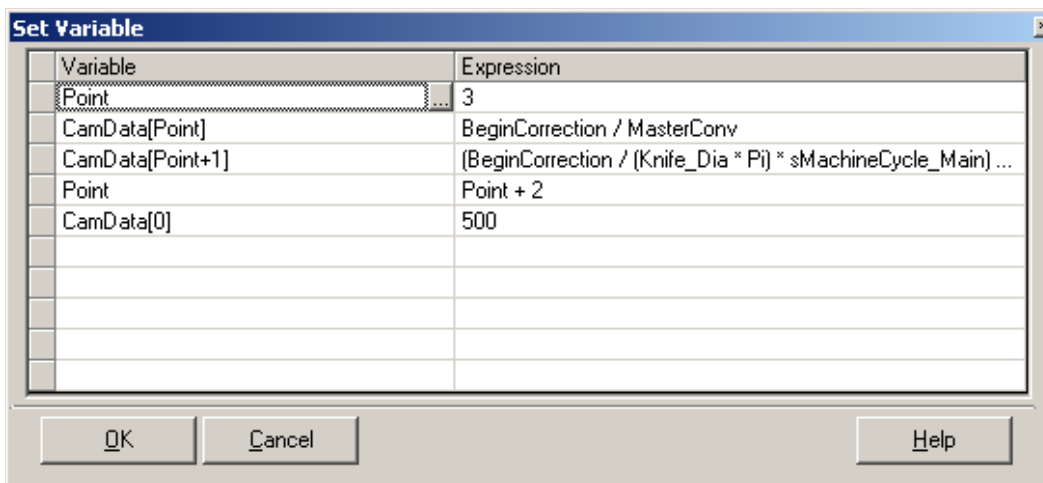 Set Variable
Variable Expression
Point ... 3
CamData[Point] BeginCorrection / MasterConv
CamData[Point+1] (BeginCorrection / (Knife_Dia * Pi) * sMachineCycle_Main) ...
Point Point + 2
CamData[0] 500
OK Cancel Help